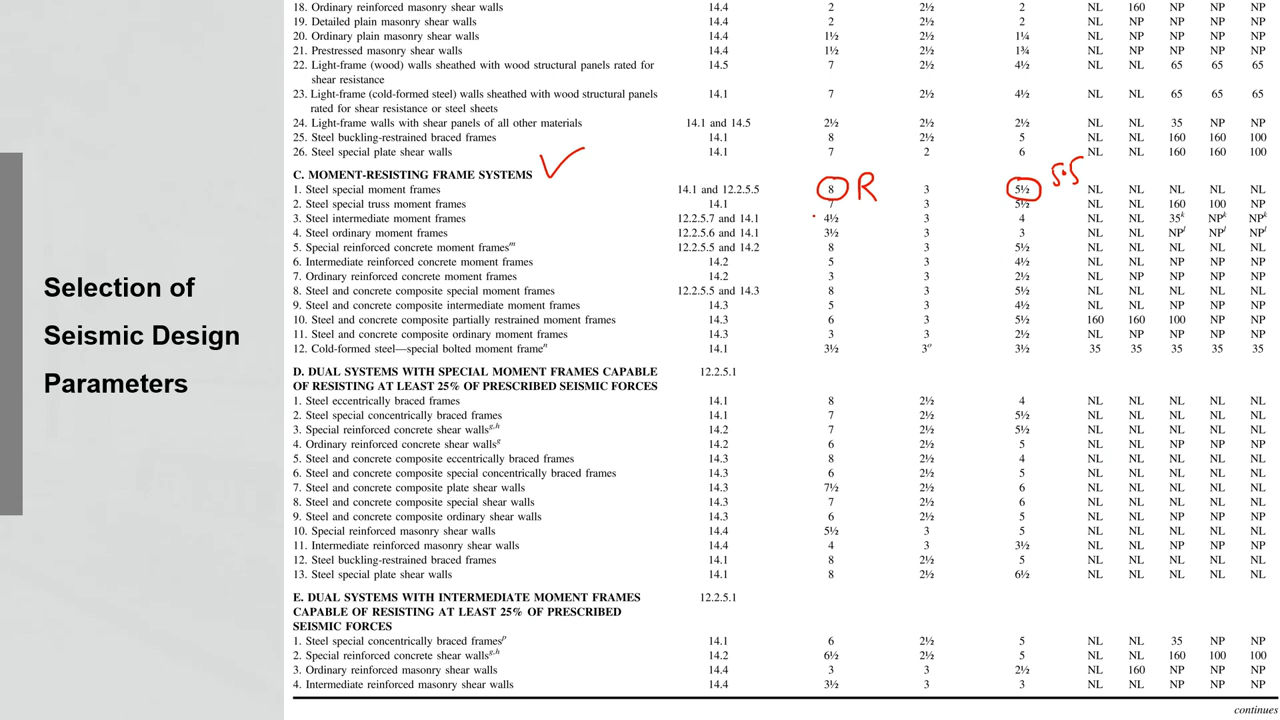 Selection of
Seismic Design
Parameters
18. Ordinary reinforced masonry shear walls 14.4 2 2½ 2 NL 160 NP NP NP
19. Detailed plain masonry shear walls 14.4 2 2½ 2 NL NP NP NP NP
20. Ordinary plain masonry shear walls 14.4 1½ 2½ 1¼ NL NP NP NP NP
21. Prestressed masonry shear walls 14.4 1½ 2½ 1¾ NL NP NP NP NP
22. Light-frame (wood) walls sheathed with wood structural panels rated for 14.5 7 2½ 4½ NL NL 65 65 65
shear resistance
23. Light-frame (cold-formed steel) walls sheathed with wood structural panels 14.1 7 2½ 4½ NL NL 65 65 65
rated for shear resistance or steel sheets
24. Light-frame walls with shear panels of all other materials 14.1 and 14.5 2½ 2½ 2½ NL NL 35 NP NP
25. Steel buckling-restrained braced frames 14.1 8 2½ 5 NL NL 160 160 100
26. Steel special plate shear walls 14.1 7 2 6 NL NL 160 160 100
C. MOMENT-RESISTING FRAME SYSTEMS 5.5
1. Steel special moment frames 14.1 and 12.2.5.5 8 R 3 5½ NL NL NL NL NL
2. Steel special truss moment frames 14.1 7 3 5½ NL NL 160 100 NP
3. Steel intermediate moment frames 12.2.5.7 and 14.1 4½ 3 4 NL NL 35k NPk NPk
4. Steel ordinary moment frames 12.2.5.6 and 14.1 3½ 3 3 NL NL NPl NPl NPl
5. Special reinforced concrete moment framesm 12.2.5.5 and 14.2 8 3 5½ NL NL NL NL NL
6. Intermediate reinforced concrete moment frames 14.2 5 3 4½ NL NL NP NP NP
7. Ordinary reinforced concrete moment frames 14.2 3 3 2½ NL NP NP NP NP
8. Steel and concrete composite special moment frames 12.2.5.5 and 14.3 8 3 5½ NL NL NL NL NL
9. Steel and concrete composite intermediate moment frames 14.3 5 3 4½ NL NL NP NP NP
10. Steel and concrete composite partially restrained moment frames 14.3 6 3 5½ 160 160 100 NP NP
11. Steel and concrete composite ordinary moment frames 14.3 3 3 2½ NL NP NP NP NP
12. Cold-formed steel—special bolted moment framen 14.1 3½ 3o 3½ 35 35 35 35 35
D. DUAL SYSTEMS WITH SPECIAL MOMENT FRAMES CAPABLE 12.2.5.1
OF RESISTING AT LEAST 25% OF PRESCRIBED SEISMIC FORCES
1. Steel eccentrically braced frames 14.1 8 2½ 4 NL NL NL NL NL
2. Steel special concentrically braced frames 14.1 7 2½ 5½ NL NL NL NL NL
3. Special reinforced concrete shear wallsg,h 14.2 7 2½ 5½ NL NL NL NL NL
4. Ordinary reinforced concrete shear wallsg 14.2 6 2½ 5 NL NL NP NP NP
5. Steel and concrete composite eccentrically braced frames 14.3 8 2½ 4 NL NL NL NL NL
6. Steel and concrete composite special concentrically braced frames 14.3 6 2½ 5 NL NL NL NL NL
7. Steel and concrete composite plate shear walls 14.3 7½ 2½ 6 NL NL NL NL NL
8. Steel and concrete composite special shear walls 14.3 7 2½ 6 NL NL NL NL NL
9. Steel and concrete composite ordinary shear walls 14.3 6 2½ 5 NL NL NP NP NP
10. Special reinforced masonry shear walls 14.4 5½ 3 5 NL NL NL NL NL
11. Intermediate reinforced masonry shear walls 14.4 4 3 3½ NL NL NP NP NP
12. Steel buckling-restrained braced frames 14.1 8 2½ 5 NL NL NL NL NL
13. Steel special plate shear walls 14.1 8 2½ 6½ NL NL NL NL NL
E. DUAL SYSTEMS WITH INTERMEDIATE MOMENT FRAMES 12.2.5.1
CAPABLE OF RESISTING AT LEAST 25% OF PRESCRIBED
SEISMIC FORCES
1. Steel special concentrically braced framesp 14.1 6 2½ 5 NL NL 35 NP NP
2. Special reinforced concrete shear wallsg,h 14.2 6½ 2½ 5 NL NL 160 100 100
3. Ordinary reinforced masonry shear walls 14.4 3 3 2½ NL 160 NP NP NP
4. Intermediate reinforced masonry shear walls 14.4 3½ 3 3 NL NL NP NP NP
continues